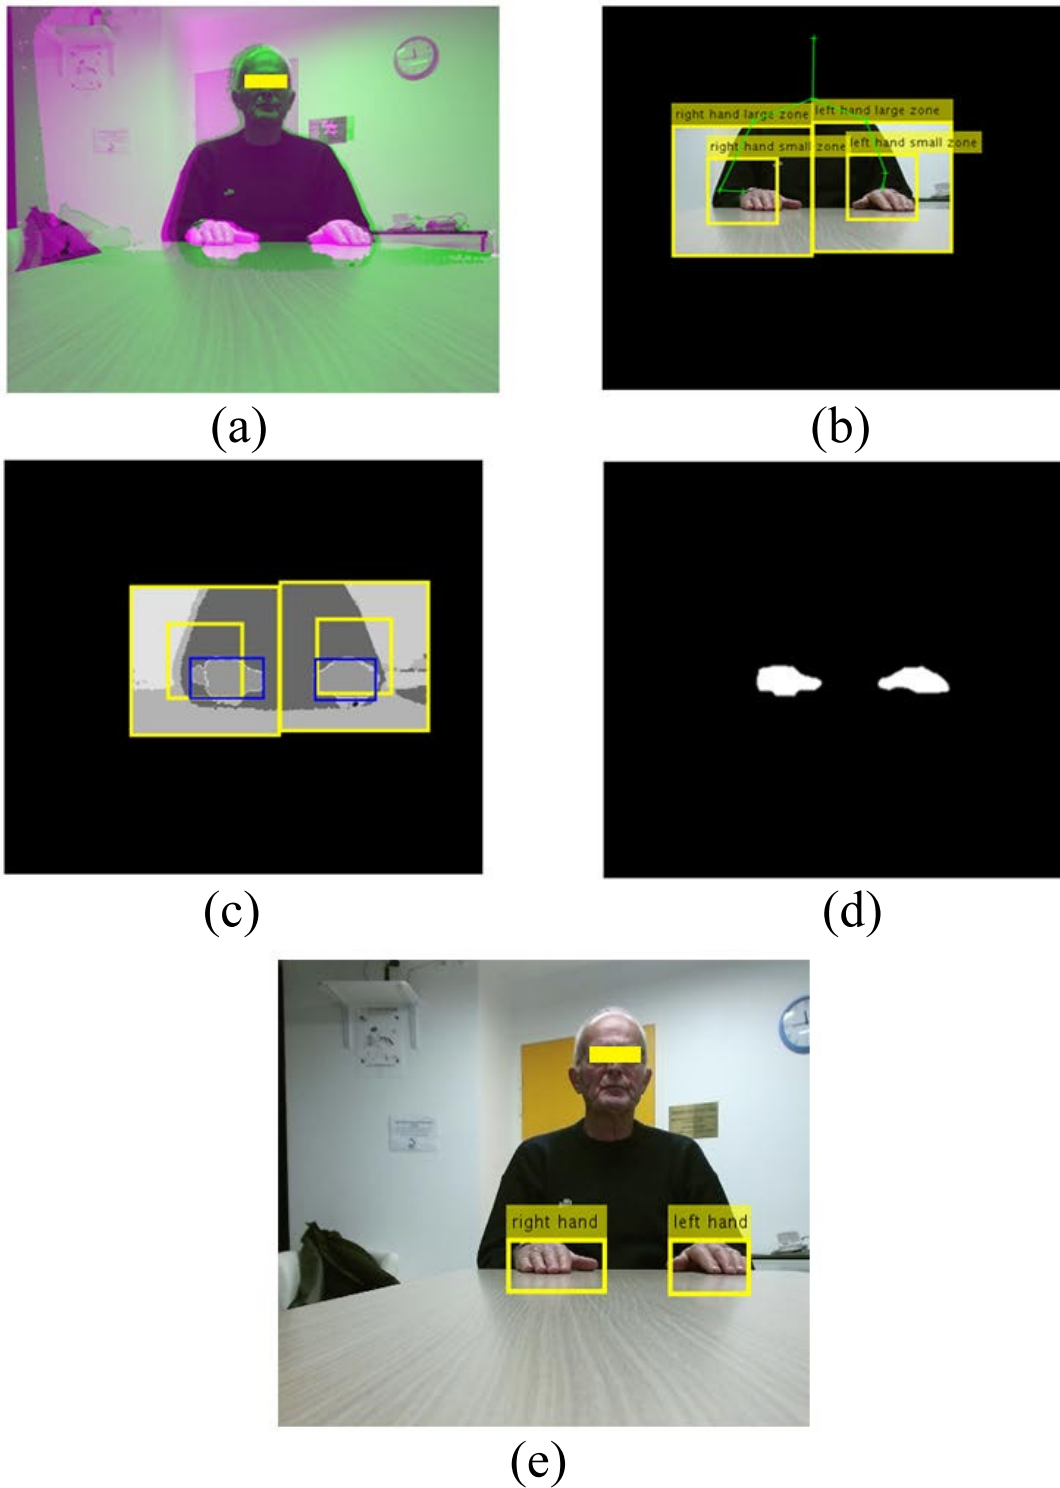 (a)
right hand large zone
left hand large zone
right hand small zone
left hand small zone
(b)
(c)
(d)
right hand
left hand
(e)